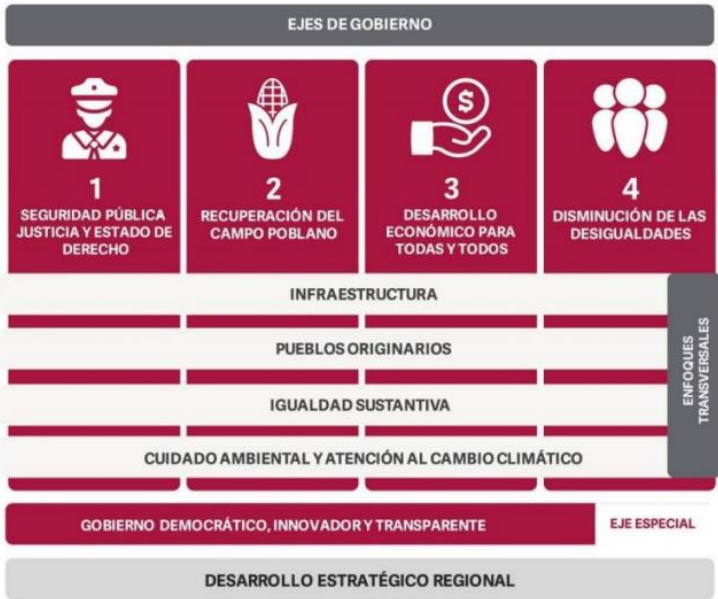 EJES DE GOBIERNO
1
SEGURIDAD PÚBLICA
JUSTICIA Y ESTADO DE
DERECHO
2
RECUPERACIÓN DEL
CAMPO POBLANO
$
3
DESARROLLO
ECONÓMICO PARA
TODAS Y TODOS
4
DISMINUCIÓN DE LAS
DESIGUALDADES
INFRAESTRUCTURA
PUEBLOS ORIGINARIOS
IGUALDAD SUSTANTIVA
CUIDADO AMBIENTAL Y ATENCIÓN AL CAMBIO CLIMÁTICO
ENFOQUES
TRANSVERSALES
GOBIERNO DEMOCRÁTICO, INNOVADOR Y TRANSPARENTE
EJE ESPECIAL
DESARROLLO ESTRATÉGICO REGIONAL